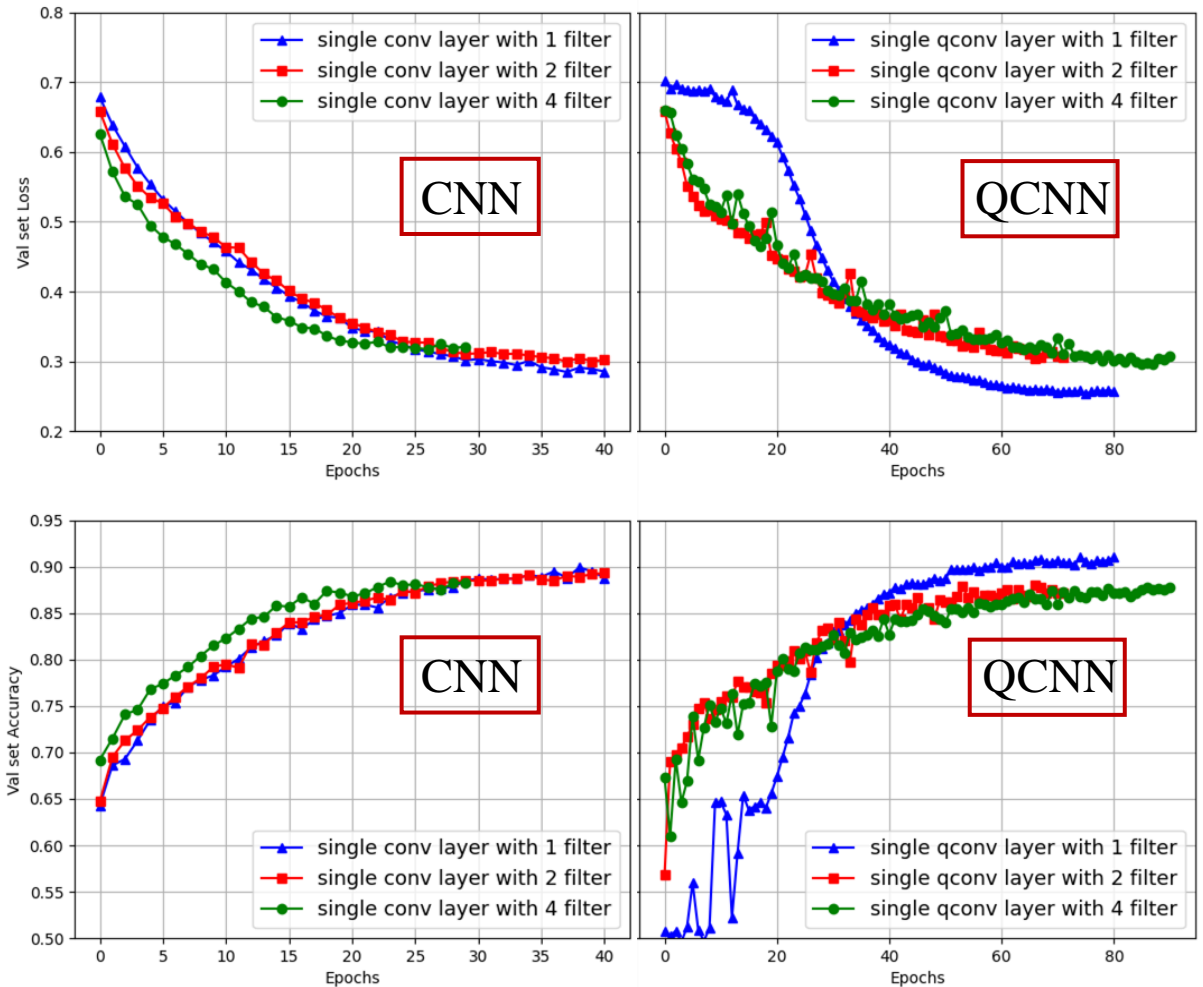 0.8
0.7
0.6
0.5
0.4
0.3
0.2
Val set Loss
single conv layer with 1 filter
single conv layer with 2 filter
single conv layer with 4 filter
CNN
0 5 10 15 20 25 30 35 40
Epochs
single qconv layer with 1 filter
single qconv layer with 2 filter
single qconv layer with 4 filter
QCNN
0 20 40 60 80
Epochs
0.95
0.90
0.85
0.80
0.75
0.70
0.65
0.60
0.55
0.50
Val set Accuracy
CNN
single conv layer with 1 filter
single conv layer with 2 filter
single conv layer with 4 filter
0 5 10 15 20 25 30 35 40
Epochs
QCNN
single qconv layer with 1 filter
single qconv layer with 2 filter
single qconv layer with 4 filter
0 20 40 60 80
Epochs